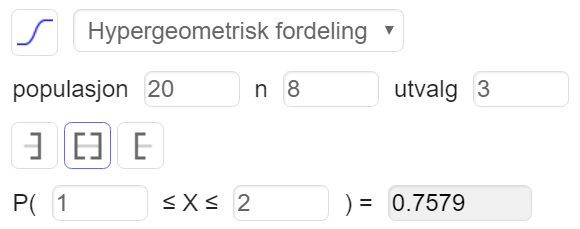 Hypergeometrisk fordeling
populasjon 20 n 8 utvalg 3
P( 1 ≤ X ≤ 2 ) = 0.7579